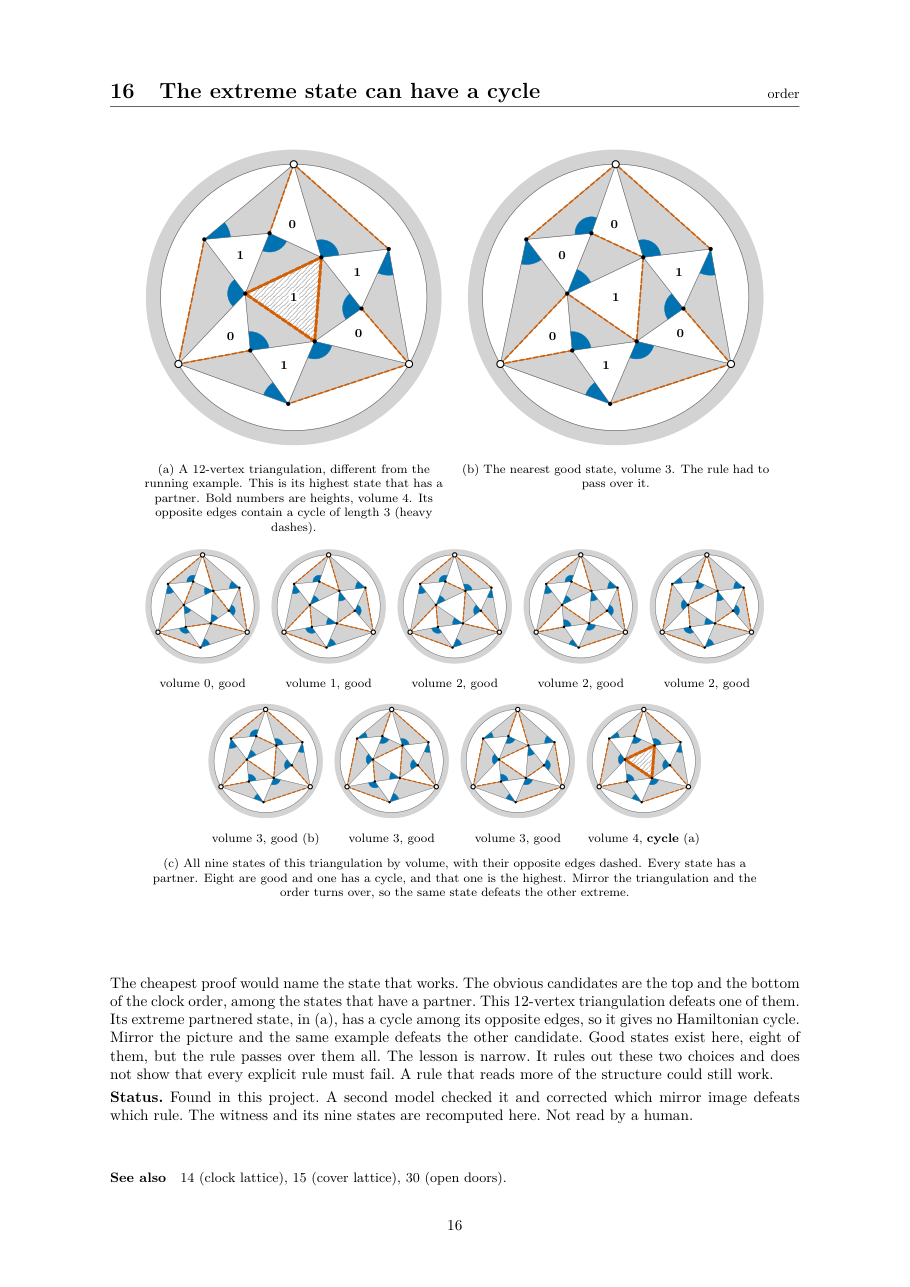 16 The extreme state can have a cycle order
0
1
1
1
0
0
1
0
0
1
1
0
0
1
(a) A 12-vertex triangulation, different from the
running example. This is its highest state that has a
partner. Bold numbers are heights, volume 4. Its
opposite edges contain a cycle of length 3 (heavy
dashes).
(b) The nearest good state, volume 3. The rule had to
pass over it.
volume 0, good volume 1, good volume 2, good volume 2, good volume 2, good
volume 3, good (b) volume 3, good volume 3, good volume 4, cycle (a)
(c) All nine states of this triangulation by volume, with their opposite edges dashed. Every state has a
partner. Eight are good and one has a cycle, and that one is the highest. Mirror the triangulation and the
order turns over, so the same state defeats the other extreme.
The cheapest proof would name the state that works. The obvious candidates are the top and the bottom
of the clock order, among the states that have a partner. This 12-vertex triangulation defeats one of them.
Its extreme partnered state, in (a), has a cycle among its opposite edges, so it gives no Hamiltonian cycle.
Mirror the picture and the same example defeats the other candidate. Good states exist here, eight of
them, but the rule passes over them all. The lesson is narrow. It rules out these two choices and does
not show that every explicit rule must fail. A rule that reads more of the structure could still work.
Status. Found in this project. A second model checked it and corrected which mirror image defeats
which rule. The witness and its nine states are recomputed here. Not read by a human.
See also 14 (clock lattice), 15 (cover lattice), 30 (open doors).
16